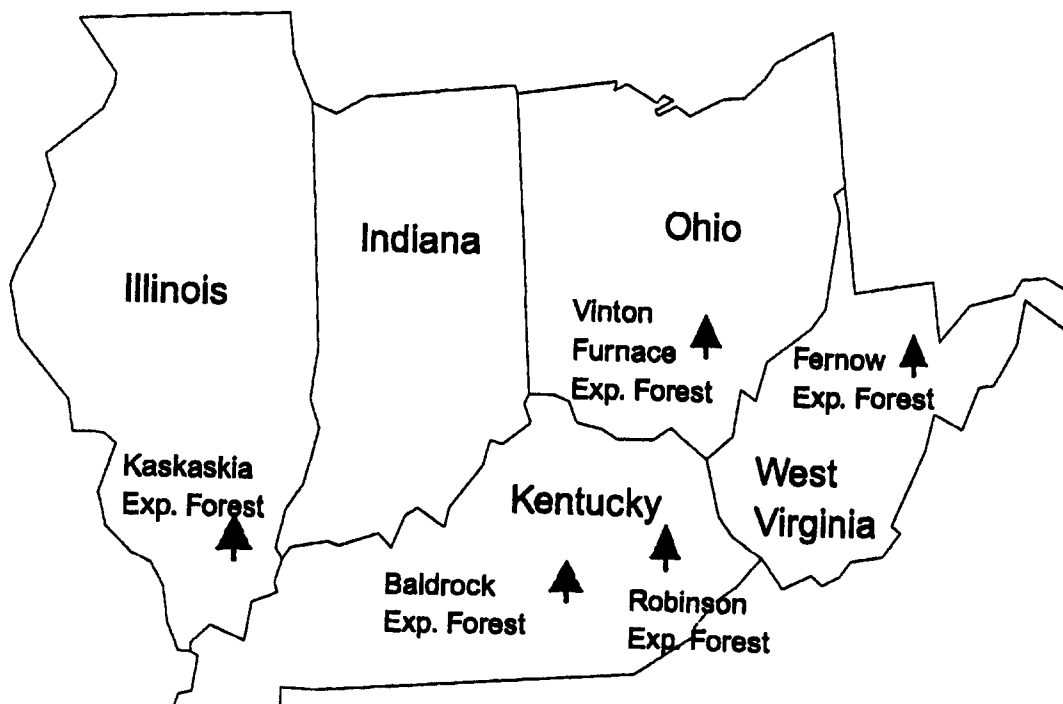 Illinois
Indiana
Ohio
Vinton
Furnace
Exp. Forest
Fernow
Exp. Forest
Kaskaskia
Exp. Forest
Kentucky
West
Virginia
Baldrock
Exp. Forest
Robinson
Exp. Forest